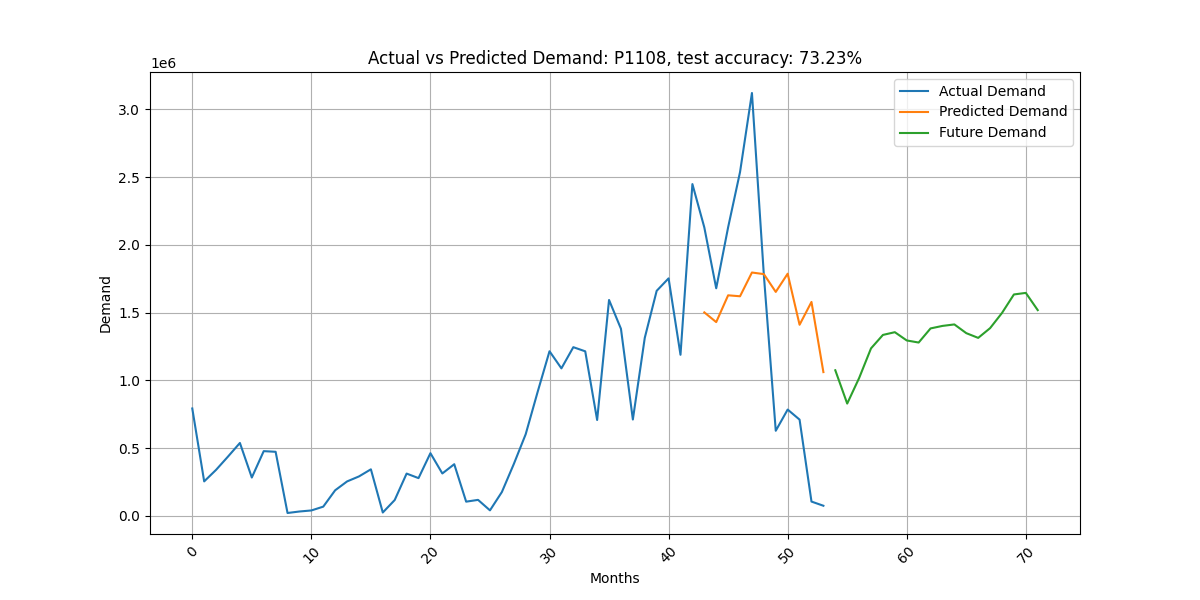 Actual vs Predicted Demand: P1108, test accuracy: 73.23%
1e6
Actual Demand
Predicted Demand
Future Demand
3.0
2.5
2.0
1.5
1.0
0.5
0.0
Demand
0 10 20 30 40 50 60 70
Months